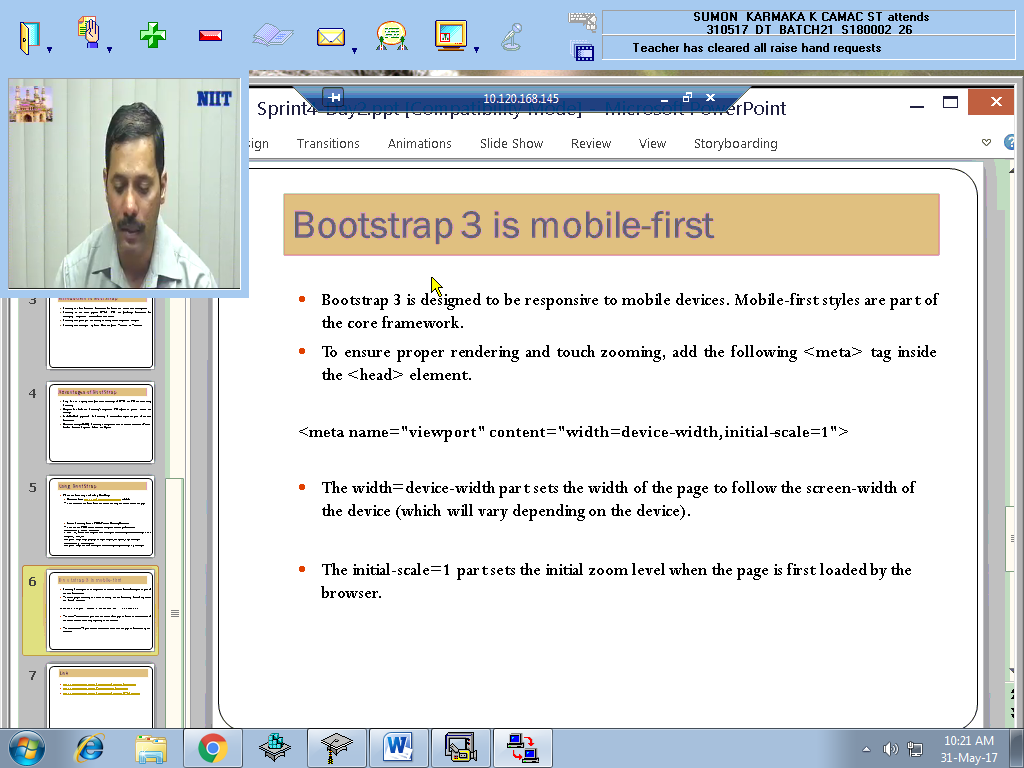 SUMON KARMAKA K CAMAC ST attends
310517_DT_BATCH21_S180002_26
Teacher has cleared all raise hand requests
NIIT
10.120.168.145
Sprint4-Day2.ppt [Compatibility Mode] - Microsoft PowerPoint
sign Transitions Animations Slide Show Review View Storyboarding
Bootstrap 3 is mobile-first
Bootstrap 3 is designed to be responsive to mobile devices. Mobile-first styles are part of
the core framework.
To ensure proper rendering and touch zooming, add the following <meta> tag inside
the <head> element.
<meta name="viewport" content="width=device-width, initial-scale=1">
The width=device-width part sets the width of the page to follow the screen-width of
the device (which will vary depending on the device).
The initial-scale=1 part sets the initial zoom level when the page is first loaded by the
browser.
3
4
5
6
7
10:21 AM
31-May-17